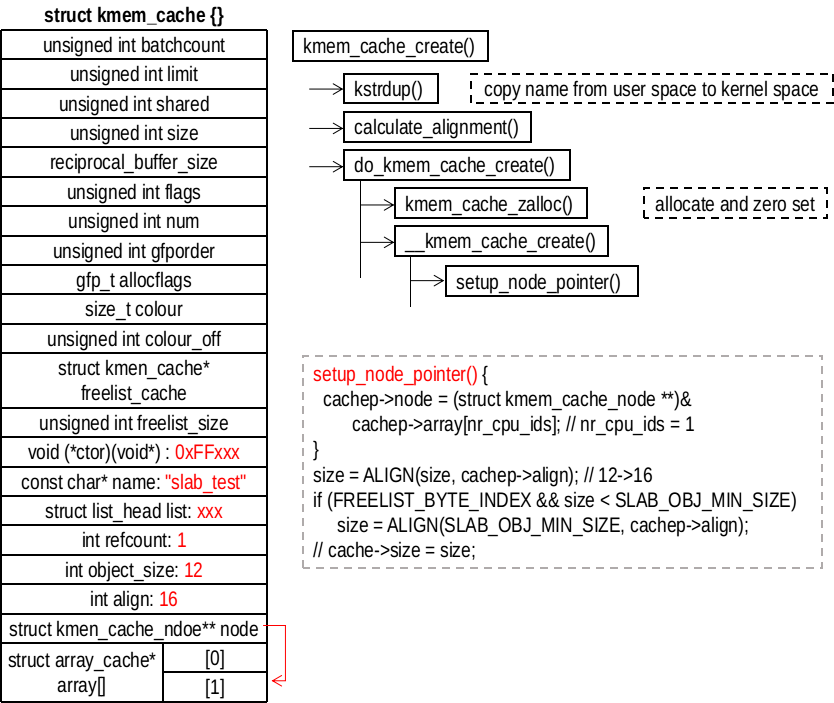 struct kmem_cache {}
unsigned int batchcount
unsigned int limit
unsigned int shared
unsigned int size
reciprocal_buffer_size
unsigned int flags
unsigned int num
unsigned int gfporder
gfp_t allocflags
size_t colour
unsigned int colour_off
struct kmen_cache*
freelist_cache
unsigned int freelist_size
void (*ctor)(void*) : 0xFFxxx
const char* name: "slab_test"
struct list_head list: xxx
int refcount: 1
int object_size: 12
int align: 16
struct kmen_cache_ndoe** node
struct array_cache*
array[]
[0]
[1]
kmem_cache_create()
kstrdup()
copy name from user space to kernel space
calculate_alignment()
do_kmem_cache_create()
kmem_cache_zalloc()
allocate and zero set
__kmem_cache_create()
setup_node_pointer()
setup_node_pointer() {
cachep->node = (struct kmem_cache_node **)&
cachep->array[nr_cpu_ids]; // nr_cpu_ids = 1
}
size = ALIGN(size, cachep->align); // 12->16
if (FREELIST_BYTE_INDEX && size < SLAB_OBJ_MIN_SIZE)
size = ALIGN(SLAB_OBJ_MIN_SIZE, cachep->align);
// cache->size = size;